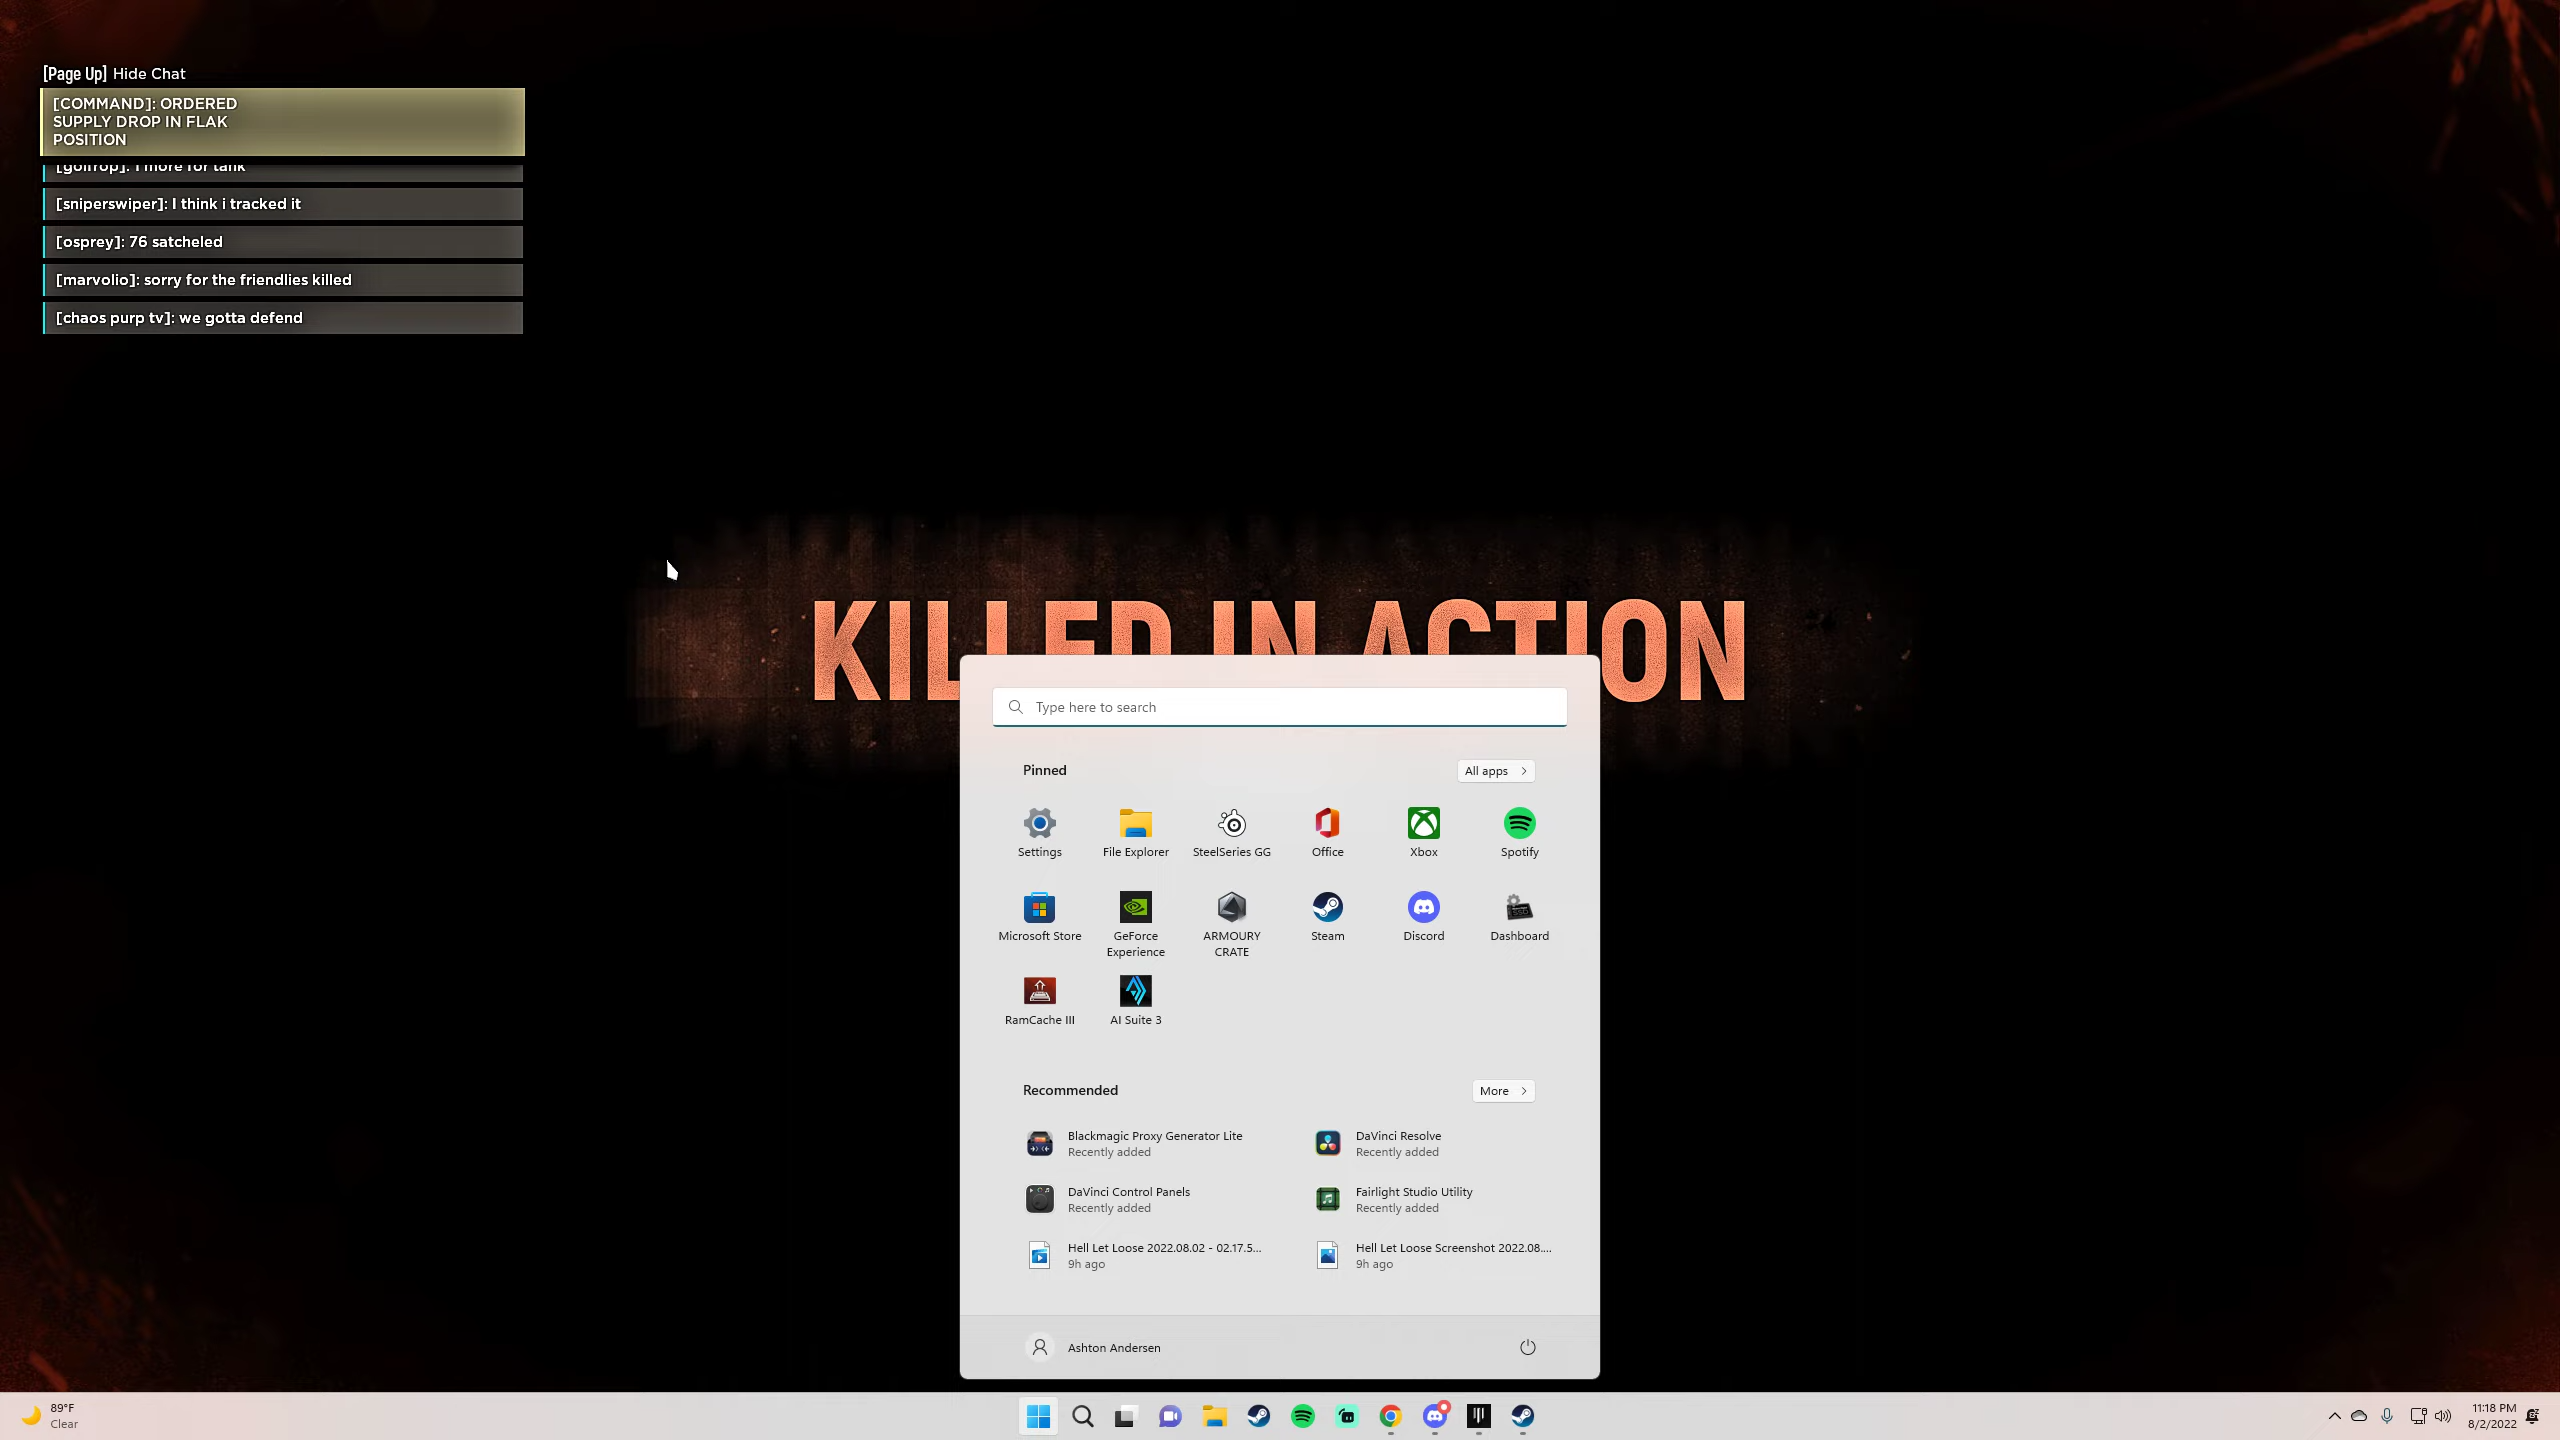 [Page Up] Hide Chat
[COMMAND]: ORDERED
SUPPLY DROP IN FLAK
POSITION
[golfrop]: I more for tank
[sniperswiper]: I think i tracked it
[osprey]: 76 satcheled
[marvolio]: sorry for the friendlies killed
[chaos purp tv]: we gotta defend
KILLED IN ACTION
Type here to search
Pinned
All apps
Settings
File Explorer
SteelSeries GG
Office
Xbox
Spotify
Microsoft Store
GeForce
Experience
ARMOURY
CRATE
Steam
Discord
Dashboard
RamCache III
AI Suite 3
Recommended
More
Blackmagic Proxy Generator Lite
Recently added
DaVinci Resolve
Recently added
DaVinci Control Panels
Recently added
Fairlight Studio Utility
Recently added
Hell Let Loose 2022.08.02 - 02.17.5...
9h ago
Hell Let Loose Screenshot 2022.08....
9h ago
Ashton Andersen
89°F
Clear
11:18 PM
8/2/2022